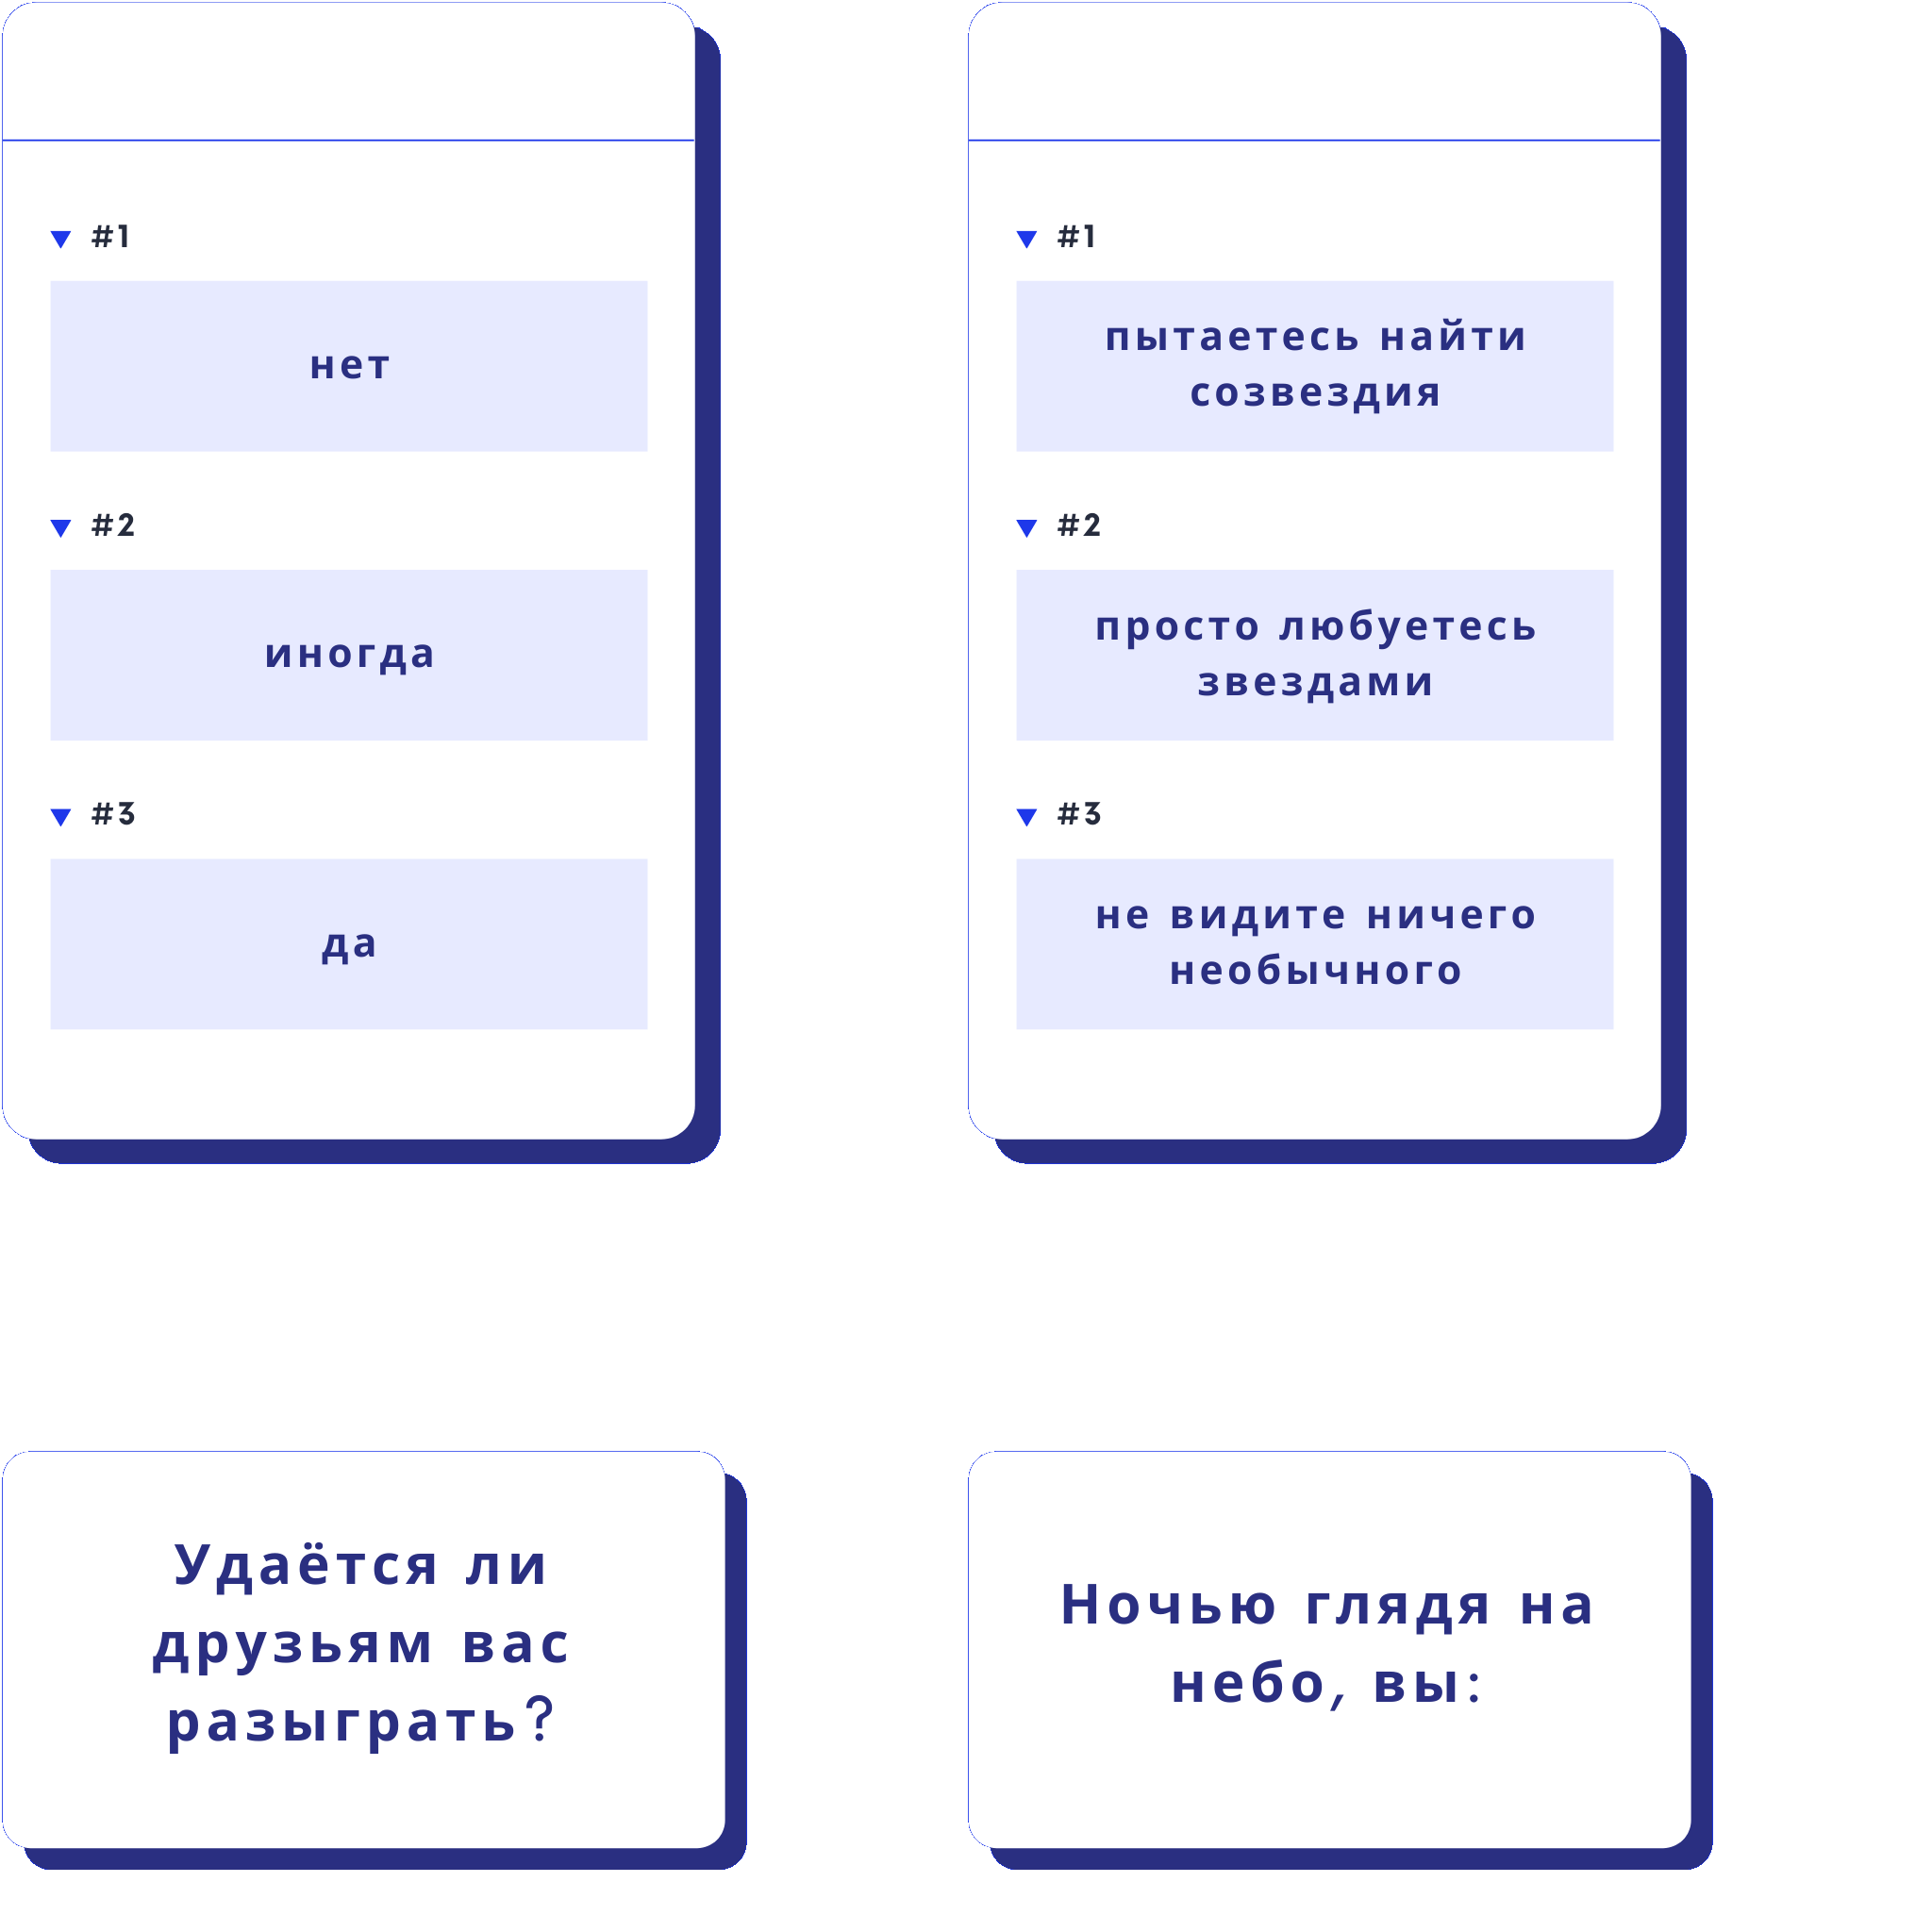 #1
нет
#2
иногда
#3
да
#1
пытаетесь найти
созвездия
#2
просто любуетесь
звездами
#3
не видите ничего
необычного
Удаётся ли
друзьям вас
разыграть?
Ночью глядя на
небо, вы: